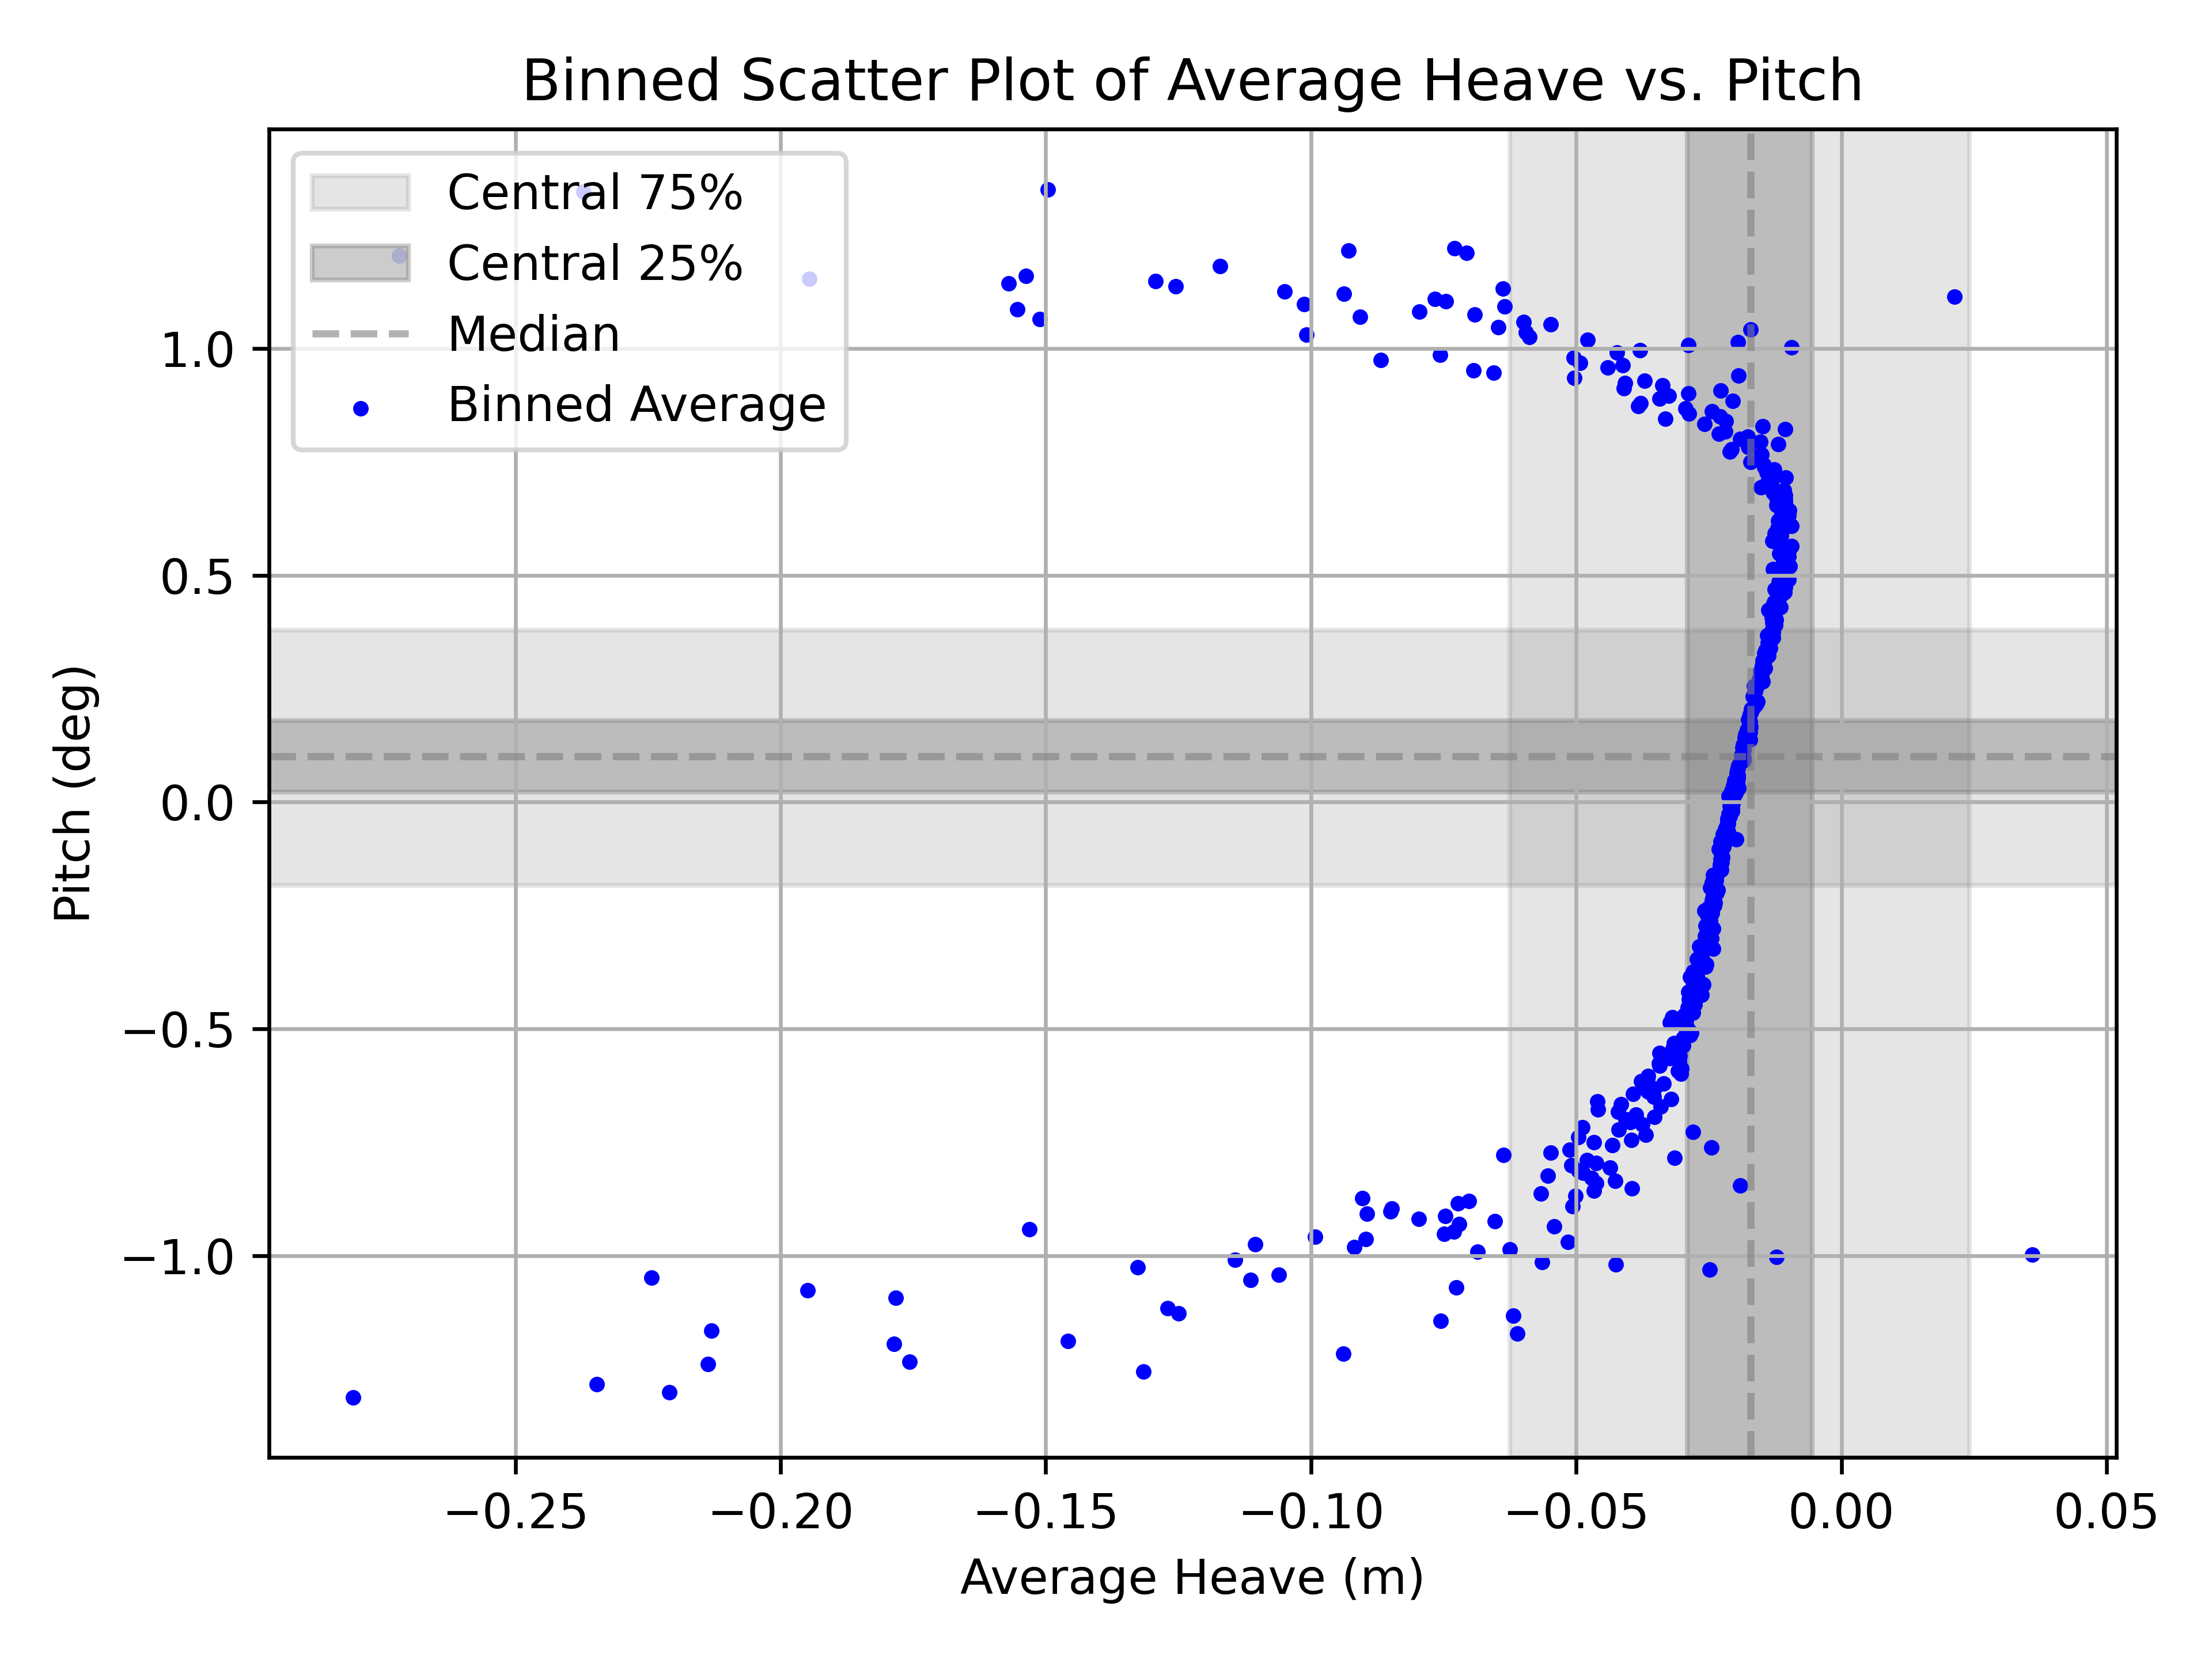 Binned Scatter Plot of Average Heave vs. Pitch
Central 75%
Central 25%
Median
Binned Average
1.0
0.5
0.0
−0.5
−1.0
Pitch (deg)
−0.25 −0.20 −0.15 −0.10 −0.05 0.00 0.05
Average Heave (m)